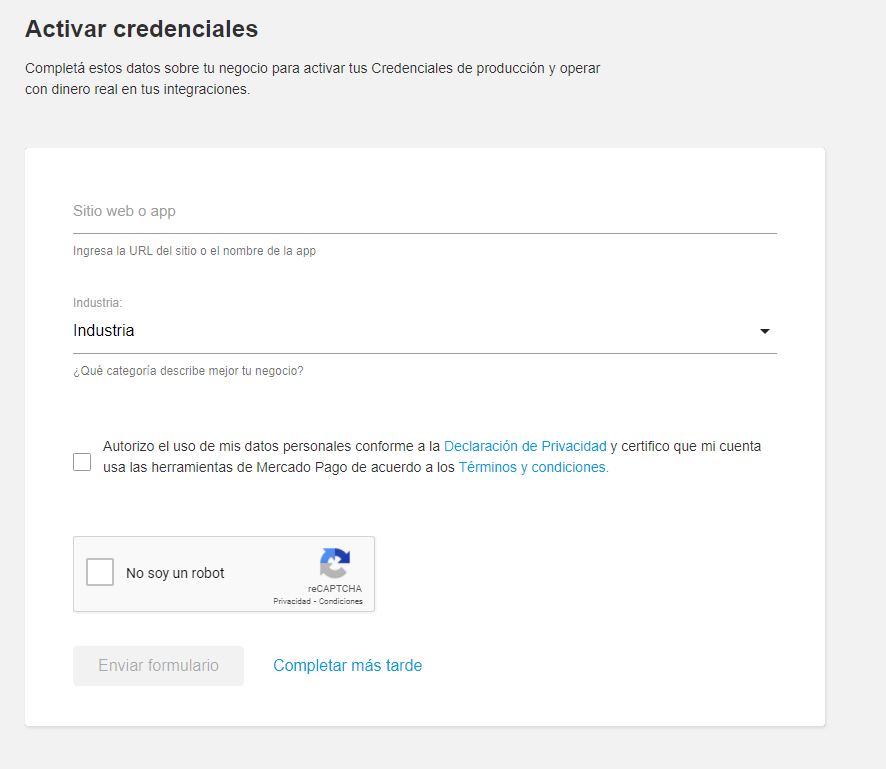 Activar credenciales
Completá estos datos sobre tu negocio para activar tus Credenciales de producción y operar
con dinero real en tus integraciones.
Sitio web o app
Ingresa la URL del sitio o el nombre de la app
Industria:
Industria
¿Qué categoría describe mejor tu negocio?
Autorizo el uso de mis datos personales conforme a la Declaración de Privacidad y certifico que mi cuenta
usa las herramientas de Mercado Pago de acuerdo a los Términos y condiciones.
No soy un robot
reCAPTCHA
Privacidad - Condiciones
Enviar formulario
Completar más tarde